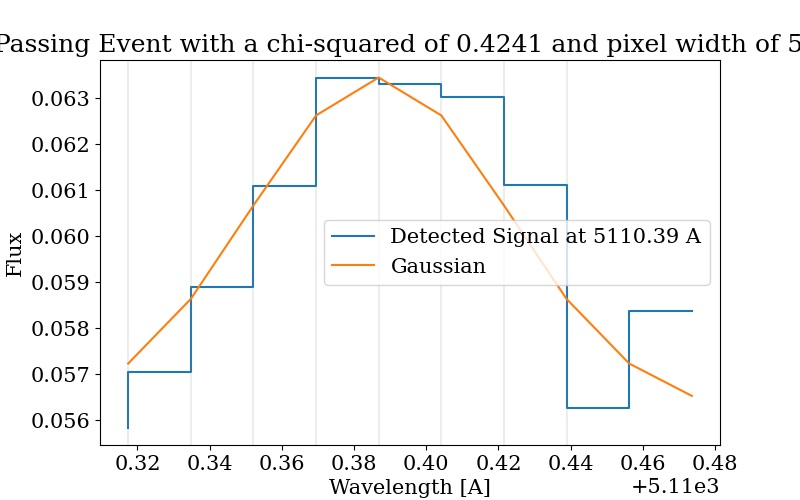 Passing Event with a chi-squared of 0.4241 and pixel width of 5
0.063
0.062
0.061
0.060
0.059
0.058
0.057
0.056
Flux
Detected Signal at 5110.39 A
Gaussian
0.32 0.34 0.36 0.38 0.40 0.42 0.44 0.46 0.48
Wavelength [A]
+5.11e3